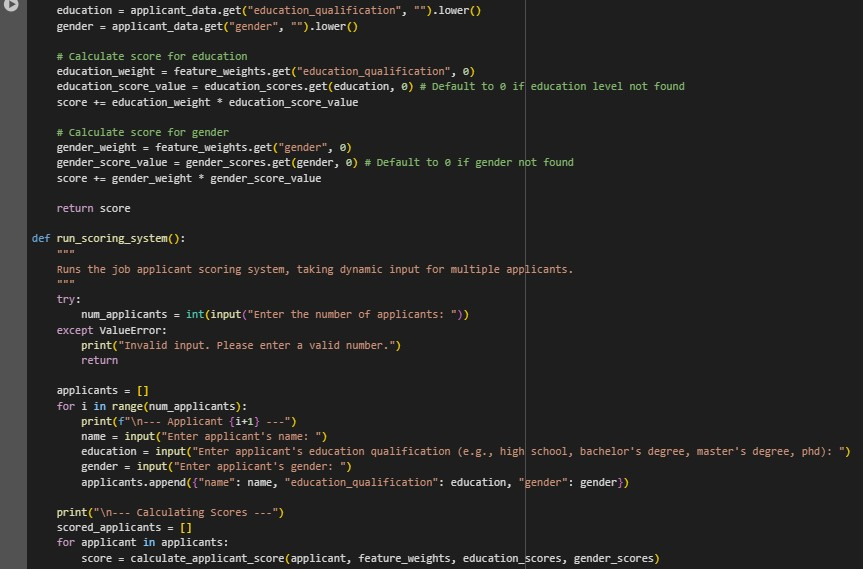 education = applicant_data.get("education_qualification", "").lower()
gender = applicant_data.get("gender", "").lower()
# Calculate score for education
education_weight = feature_weights.get("education_qualification", 0)
education_score_value = education_scores.get(education, 0) # Default to 0 if education level not found
score += education_weight * education_score_value
# Calculate score for gender
gender_weight = feature_weights.get("gender", 0)
gender_score_value = gender_scores.get(gender, 0) # Default to 0 if gender not found
score += gender_weight * gender_score_value
return score
def run_scoring_system():
"""
Runs the job applicant scoring system, taking dynamic input for multiple applicants.
"""
try:
num_applicants = int(input("Enter the number of applicants: "))
except ValueError:
print("Invalid input. Please enter a valid number.")
return
applicants = []
for i in range(num_applicants):
print(f"\n--- Applicant {i+1} ---")
name = input("Enter applicant's name: ")
education = input("Enter applicant's education qualification (e.g., high school, bachelor's degree, master's degree, phd): ")
gender = input("Enter applicant's gender: ")
applicants.append({"name": name, "education_qualification": education, "gender": gender})
print("\n--- Calculating Scores ---")
scored_applicants = []
for applicant in applicants:
score = calculate_applicant_score(applicant, feature_weights, education_scores, gender_scores)